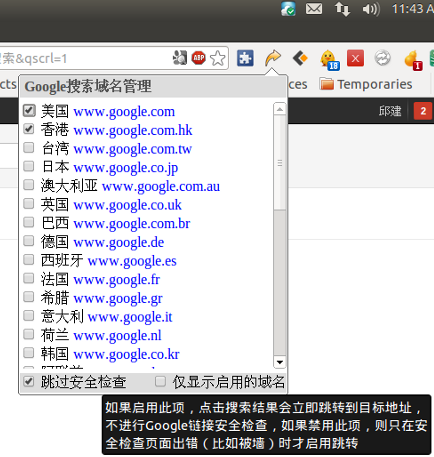 11:43 A
索&qscr=1
ABP
18
1
cts
ces
Temporaries
邱建
2
Google搜索域名管理
美国 www.google.com
香港 www.google.com.hk
台湾 www.google.com.tw
日本 www.google.co.jp
澳大利亚 www.google.com.au
英国 www.google.co.uk
巴西 www.google.com.br
德国 www.google.de
西班牙 www.google.es
法国 www.google.fr
希腊 www.google.gr
意大利 www.google.it
荷兰 www.google.nl
韩国 www.google.co.kr
跳过安全检查 仅显示启用的域名
如果启用此项，点击搜索结果会立即跳转到目标地址，
不进行Google链接安全检查，如果禁用此项，则只在安
全检查页面出错（比如被墙）时才启用跳转